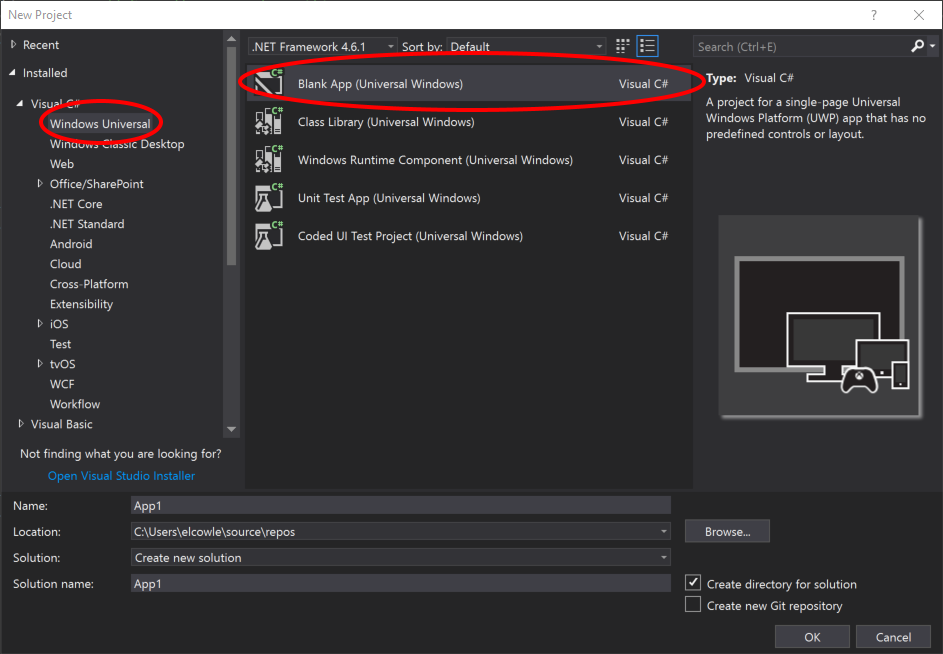 New Project
?
Recent
Installed
Visual C#
Windows Universal
Windows Classic Desktop
Web
Office/SharePoint
.NET Core
.NET Standard
Android
Cloud
Cross-Platform
Extensibility
iOS
Test
tvOS
WCF
Workflow
Visual Basic
Not finding what you are looking for?
Open Visual Studio Installer
.NET Framework 4.6.1 Sort by: Default
C# Blank App (Universal Windows) Visual C#
C# Class Library (Universal Windows) Visual C#
C# Windows Runtime Component (Universal Windows) Visual C#
C# Unit Test App (Universal Windows) Visual C#
C# Coded UI Test Project (Universal Windows) Visual C#
Search (Ctrl+E)
Type: Visual C#
A project for a single-page Universal
Windows Platform (UWP) app that has no
predefined controls or layout.
Name: App1
Location: C:\Users\elcowle\source\repos Browse...
Solution: Create new solution
Solution name: App1
Create directory for solution
Create new Git repository
OK Cancel